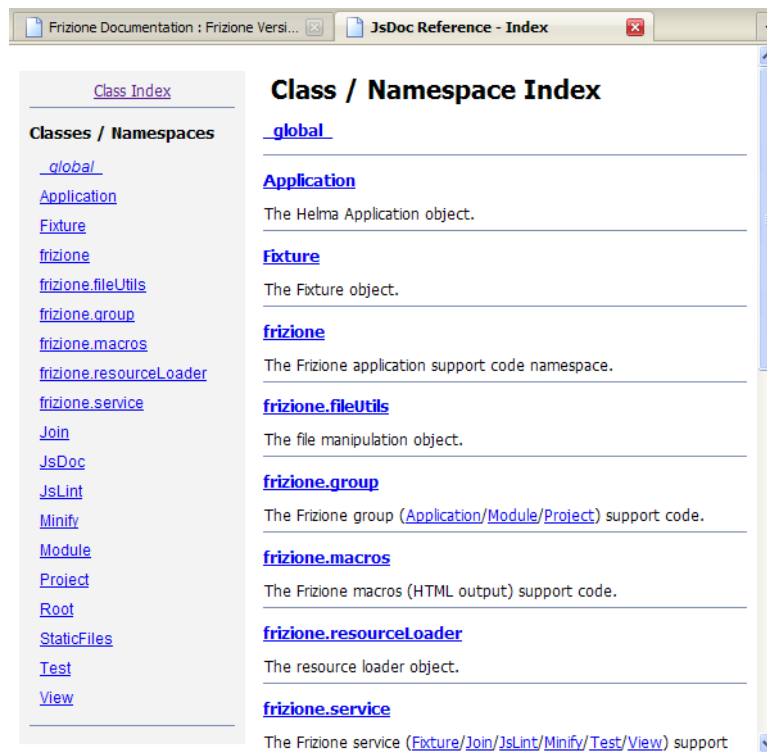 Frizione Documentation : Frizione Versi...
JsDoc Reference - Index
Class Index
Classes / Namespaces
_global_
Application
Fixture
frizione
frizione.fileUtils
frizione.group
frizione.macros
frizione.resourceLoader
frizione.service
Join
JsDoc
JsLint
Minify
Module
Project
Root
StaticFiles
Test
View
Class / Namespace Index
_global_
Application
The Helma Application object.
Fixture
The Fixture object.
frizione
The Frizione application support code namespace.
frizione.fileUtils
The file manipulation object.
frizione.group
The Frizione group (Application/Module/Project) support code.
frizione.macros
The Frizione macros (HTML output) support code.
frizione.resourceLoader
The resource loader object.
frizione.service
The Frizione service (Fixture/Join/JsLint/Minify/Test/View) support